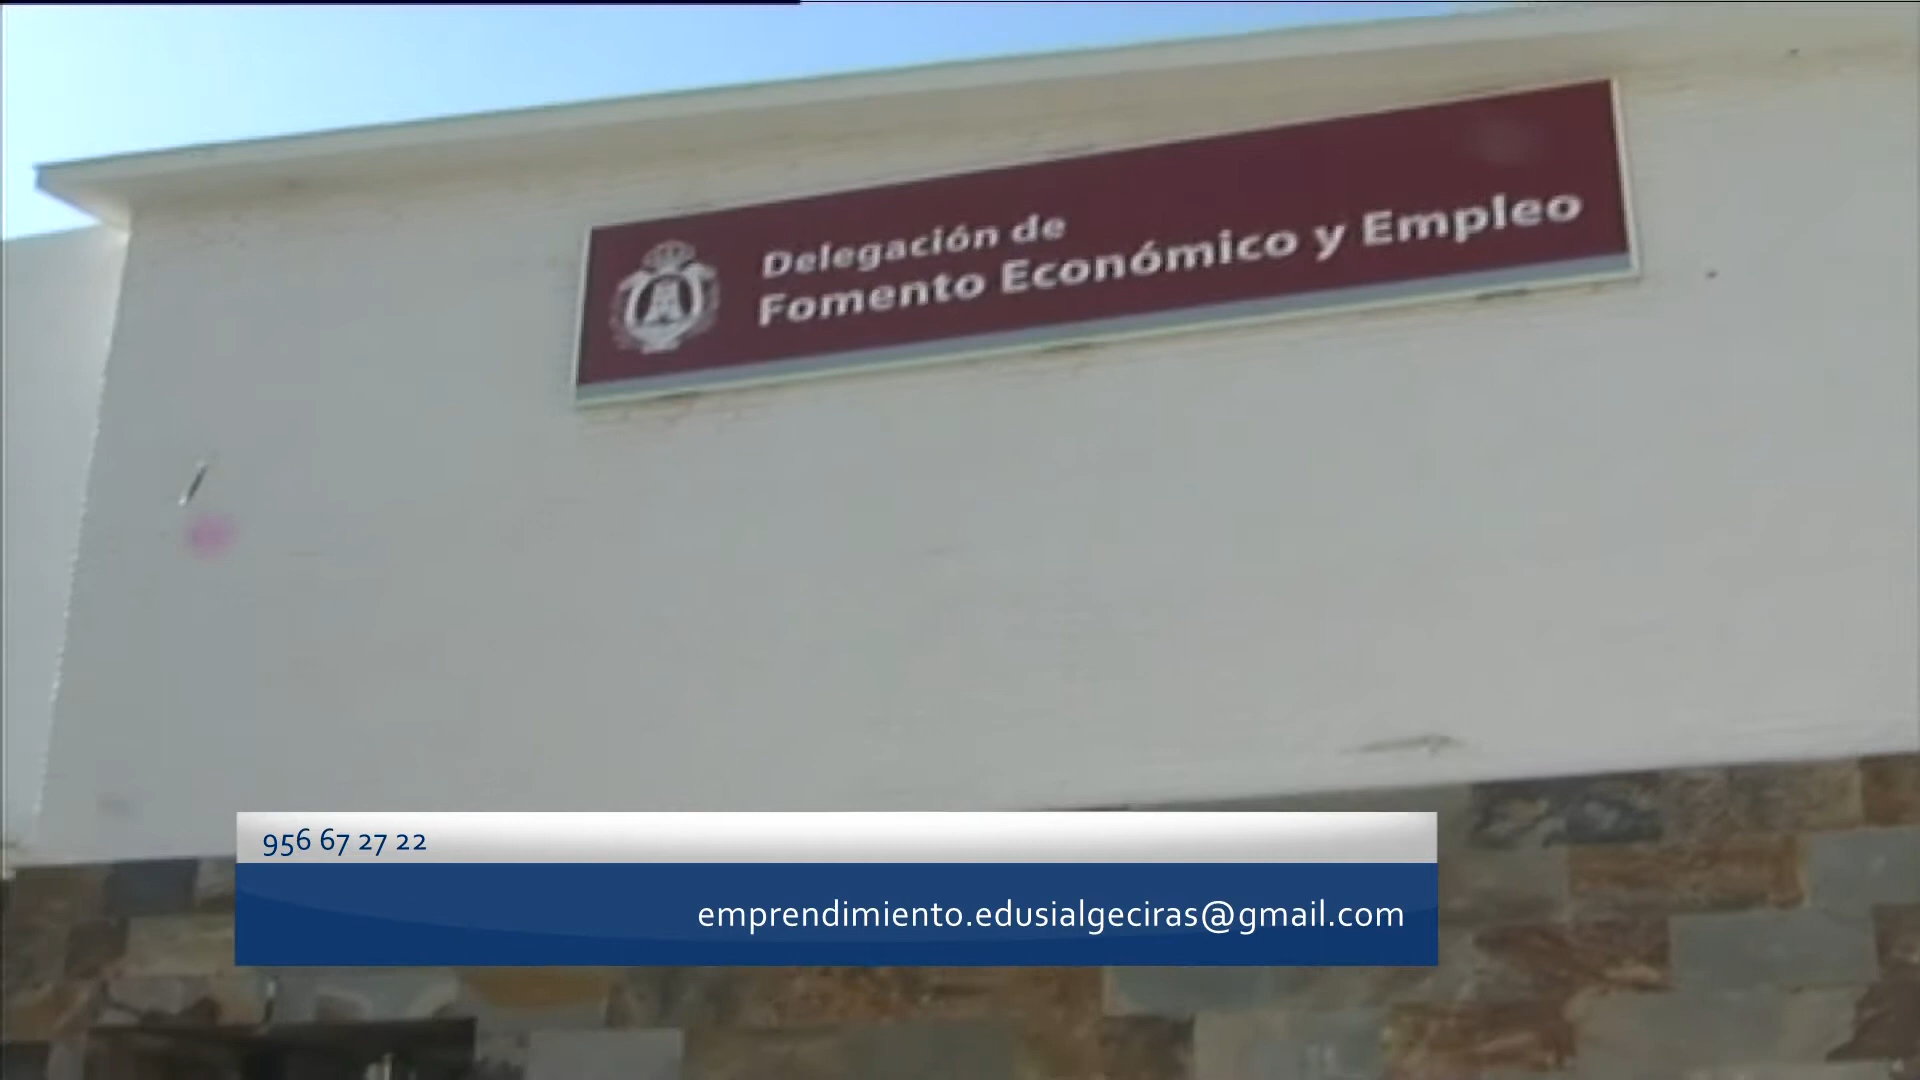 Delegación de
Fomento Económico y Empleo
956 67 27 22
emprendimiento.edusialgeciras@gmail.com